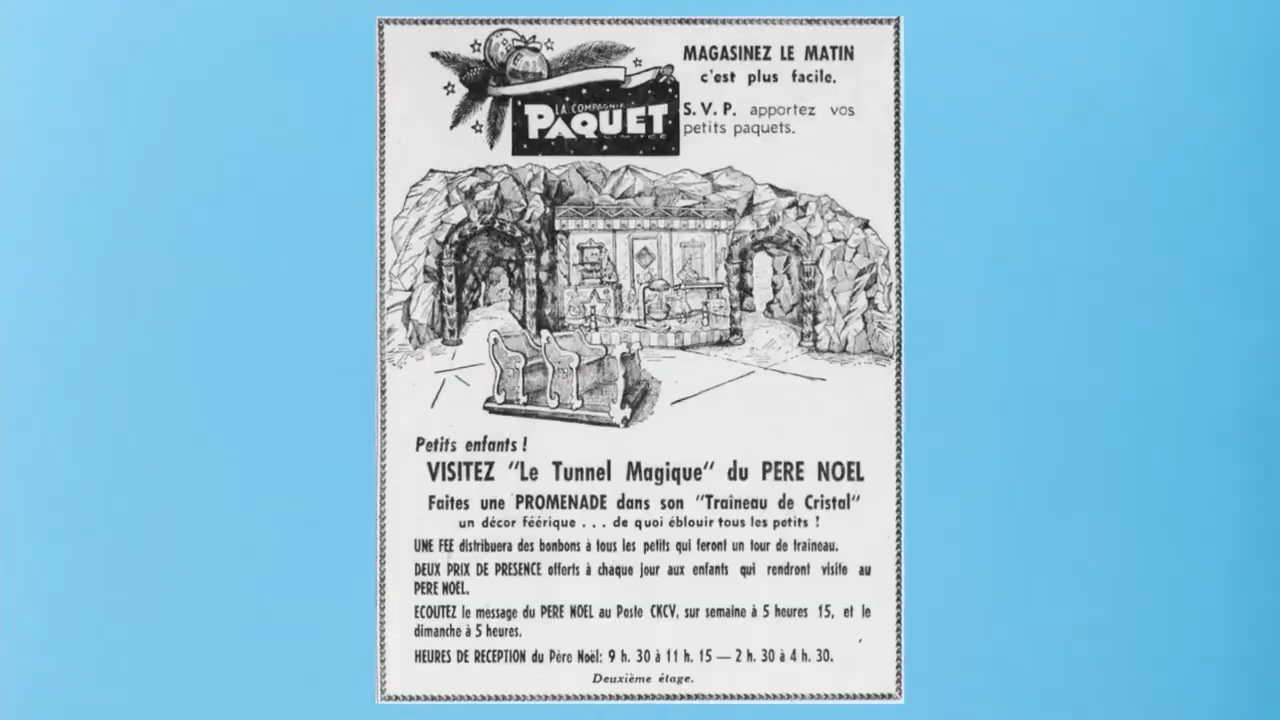 MAGASINEZ LE MATIN
c'est plus facile.
LA COMPAGNIE
PAQUET
LIMITÉE
S. V. P. apportez vos
petits paquets.
Petits enfants !
VISITEZ "Le Tunnel Magique" du PERE NOEL
Faites une PROMENADE dans son "Traineau de Cristal"
un décor féérique . . . de quoi éblouir tous les petits !
UNE FEE distribuera des bonbons à tous les petits qui feront un tour de traineau.
DEUX PRIX DE PRESENCE offerts à chaque jour aux enfants qui rendront visite au
PERE NOEL.
ECOUTEZ le message du PERE NOEL au Poste CKCV, sur semaine à 5 heures 15, et le
dimanche à 5 heures.
HEURES DE RECEPTION du Père Noël: 9 h. 30 à 11 h. 15 — 2 h. 30 à 4 h. 30.
Deuxième étage.